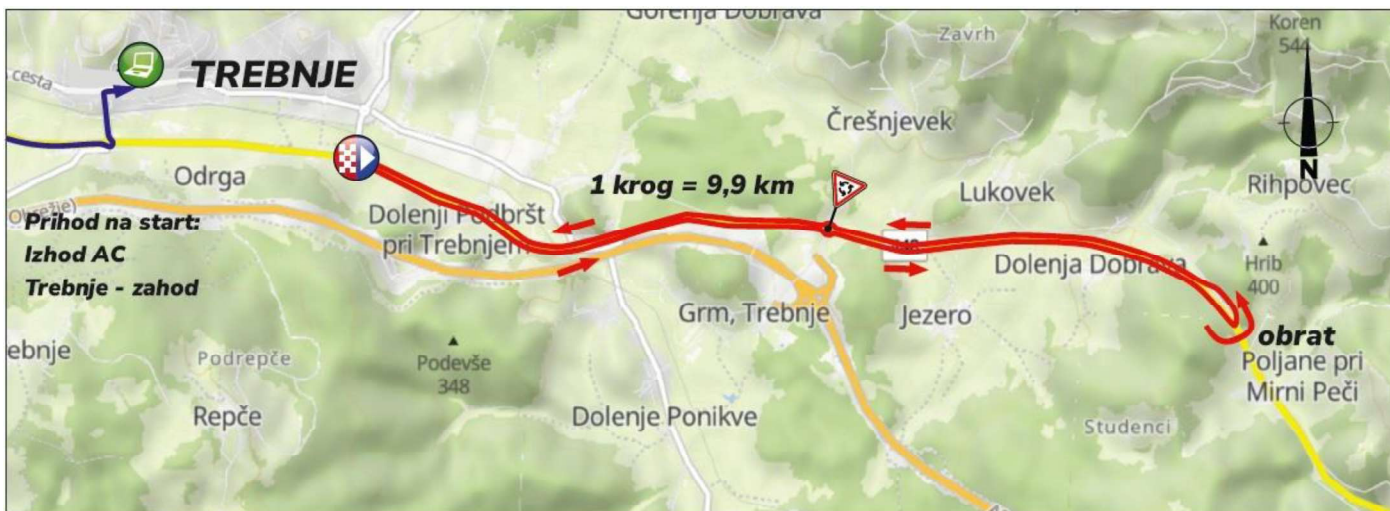 Gorenja Dobrava
Koren
544
Zavrh
cesta
TREBNJE
Črešnjevek
N
Odrga
1 krog = 9,9 km
Lukovek
Rihpovec
Prihod na start:
Izhod AC
Trebnje - zahod
Dolenji Podbršt
pri Trebnjem
Dolenja Dobrava
Hrib
400
Grm, Trebnje
Jezero
obrat
Poljane pri
Mirni Peči
ebnje
Podrepče
Podevše
348
Repče
Dolenje Ponikve
Studenci